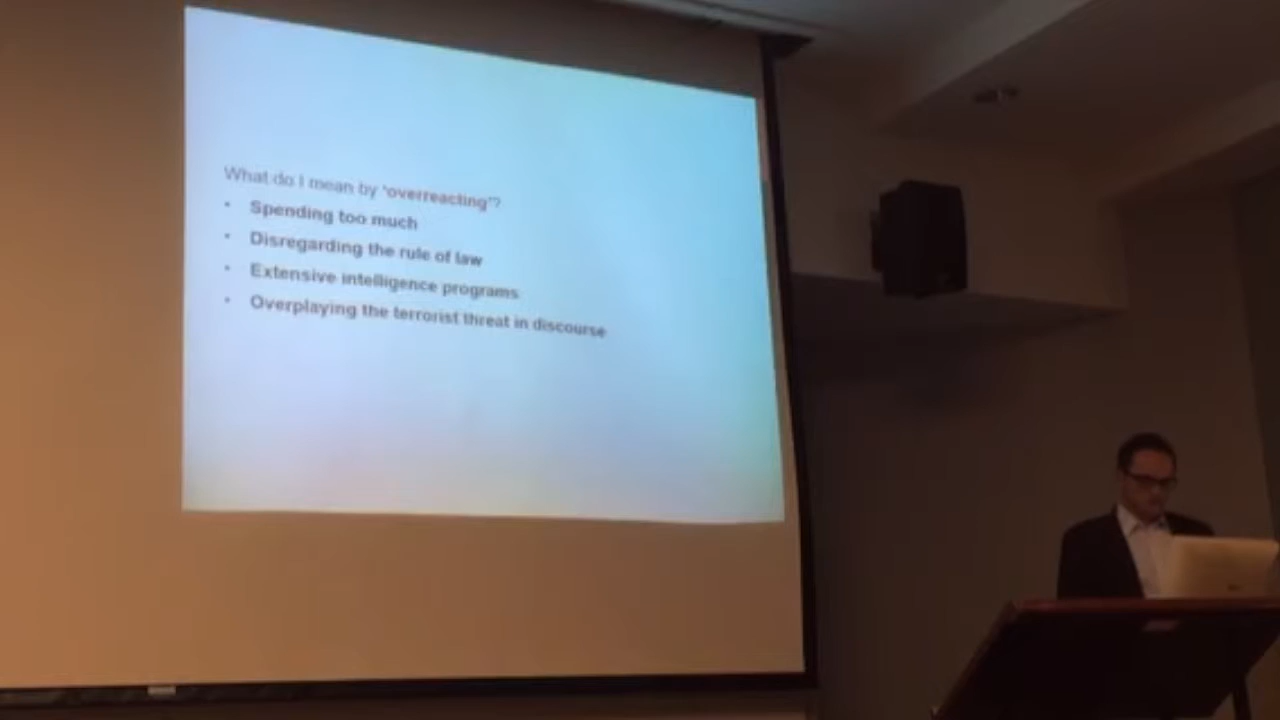 What do I mean by 'overreacting'?
• Spending too much
• Disregarding the rule of law
• Extensive intelligence programs
• Overplaying the terrorist threat in discourse